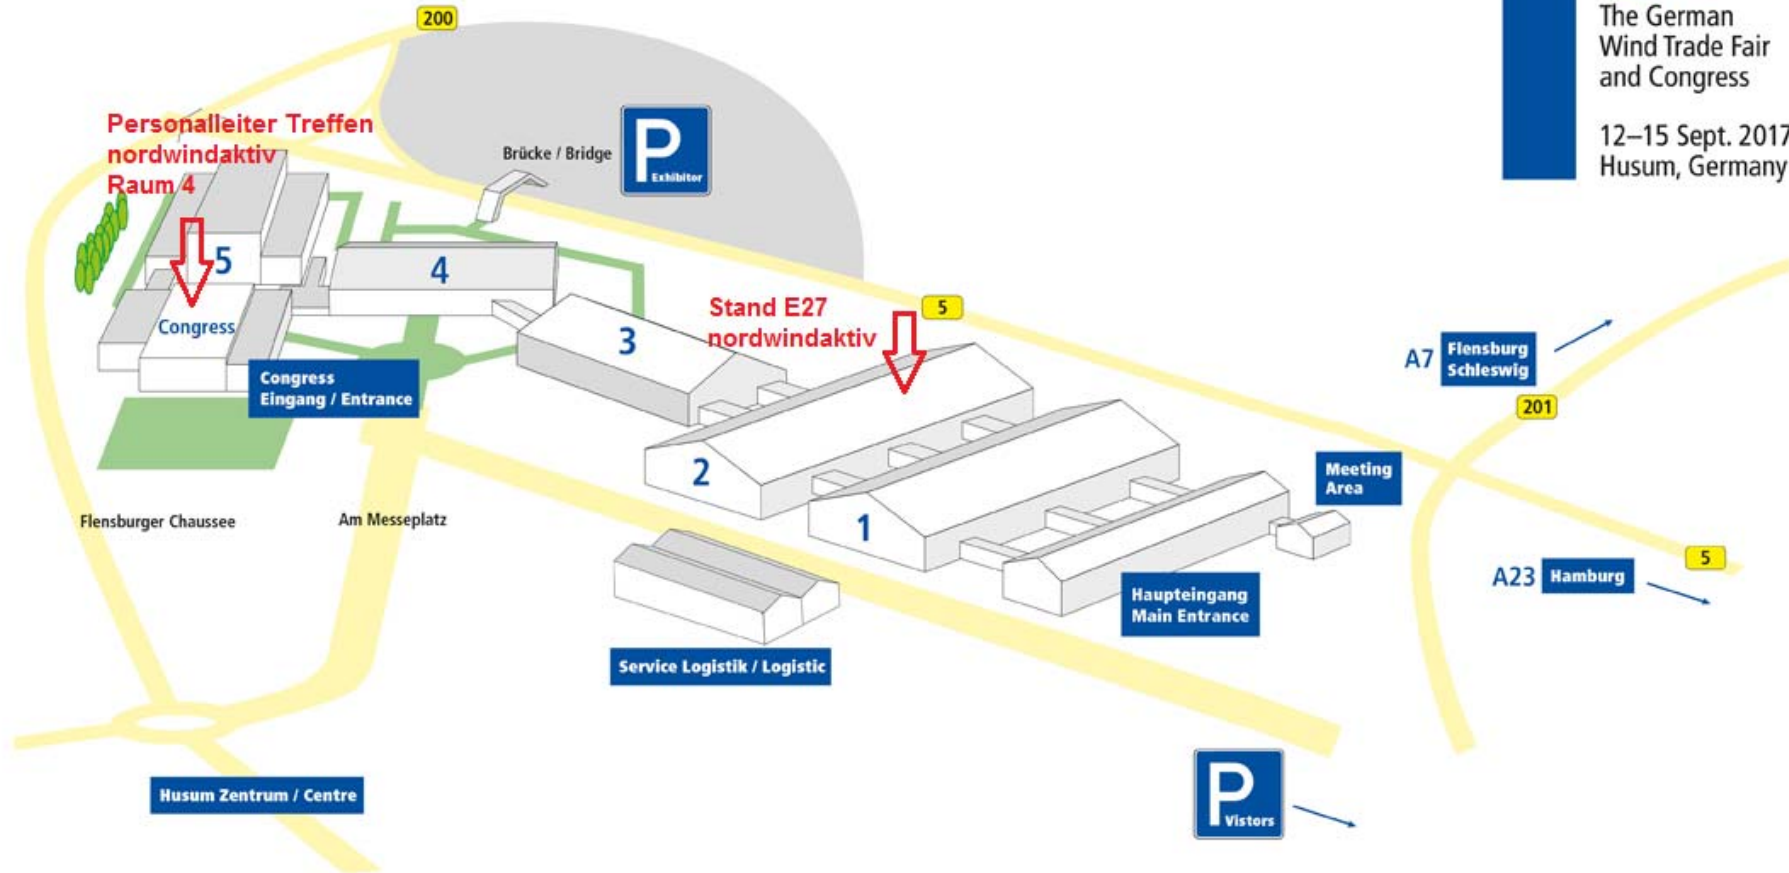 200
The German
Wind Trade Fair
and Congress
12–15 Sept. 2017
Husum, Germany
Personalleiter Treffen
nordwindaktiv
Raum 4
Brücke / Bridge
P
Exhibitor
5
4
Congress
Congress
Eingang / Entrance
3
Stand E27
nordwindaktiv
5
A7
Flensburg
Schleswig
201
2
1
Meeting
Area
Flensburger Chaussee
Am Messeplatz
5
A23
Hamburg
Haupteingang
Main Entrance
Service Logistik / Logistic
Husum Zentrum / Centre
P
Vistors